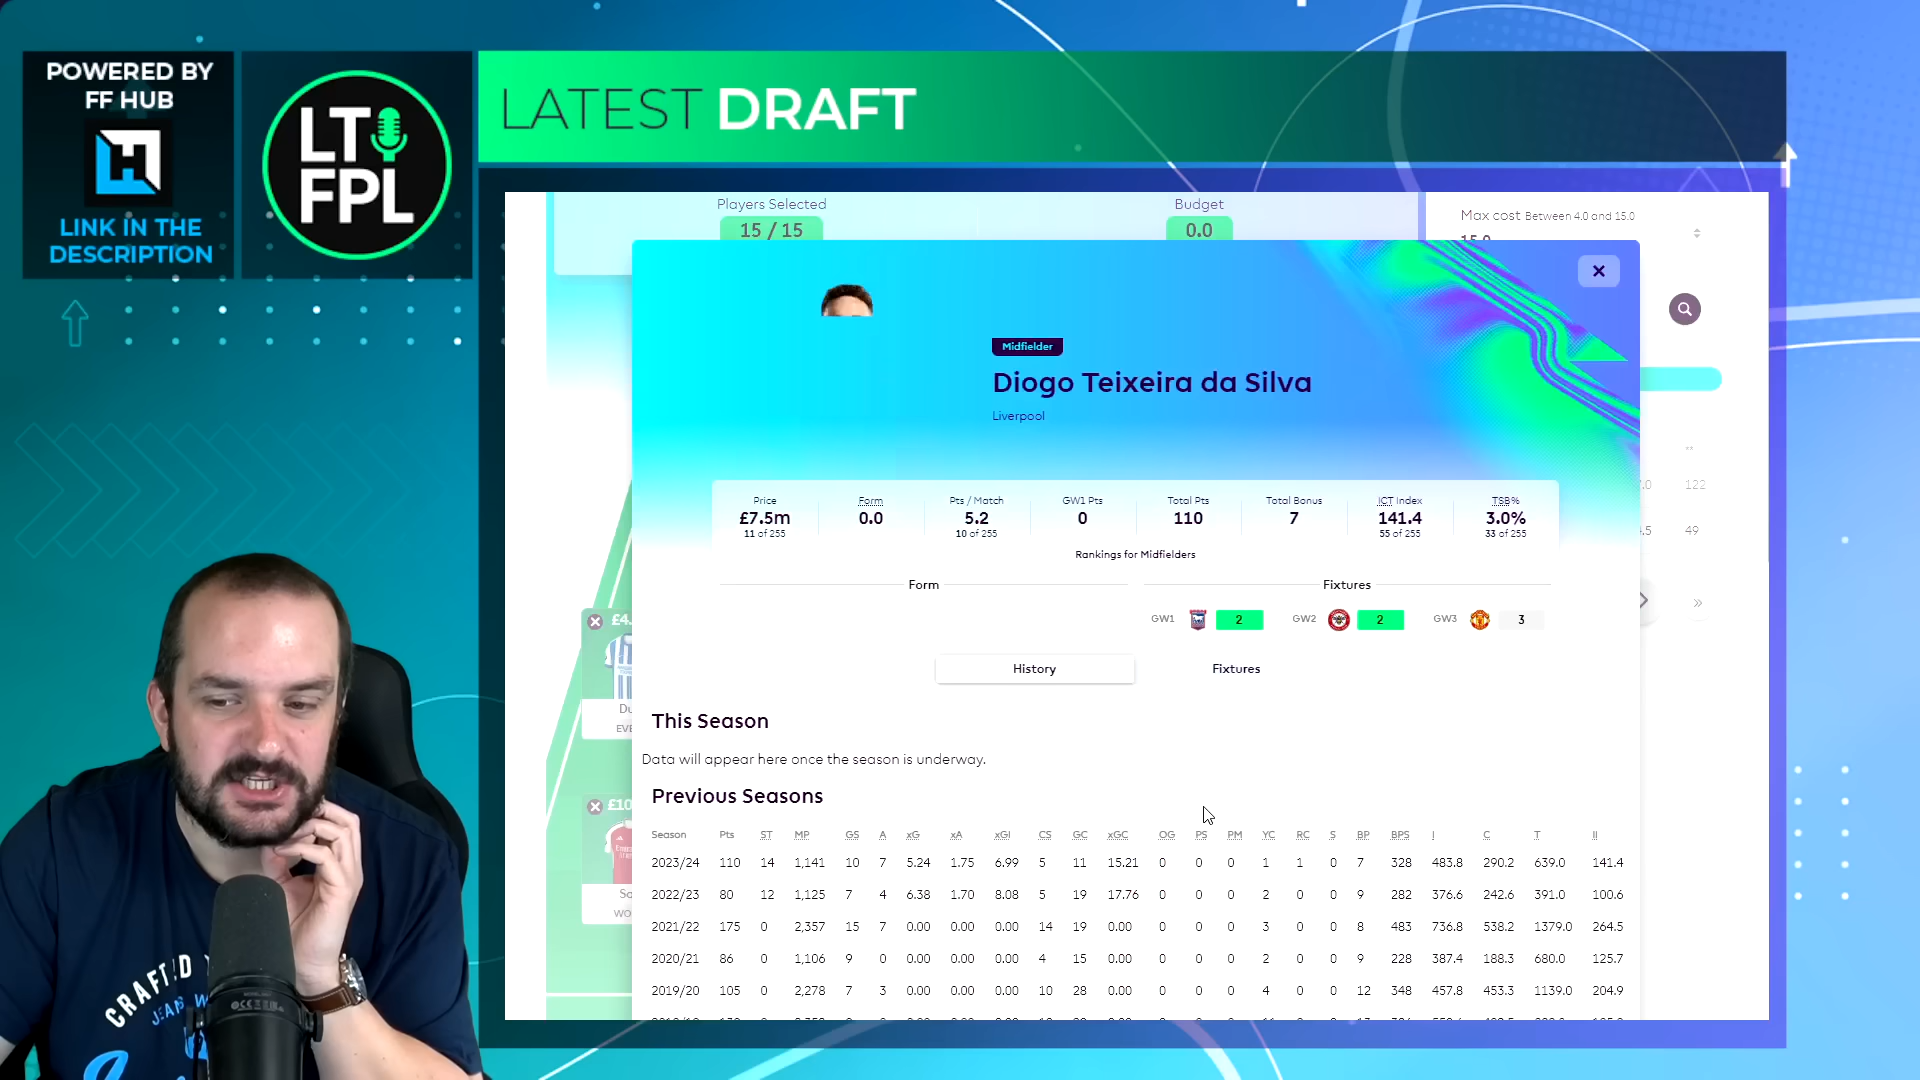 POWERED BY
FF HUB
LINK IN THE
DESCRIPTION
LT
FPL
LATEST DRAFT
Players Selected
15 / 15
Budget
0.0
Max cost Between 4.0 and 15.0
15.0
Midfielder
Diogo Teixeira da Silva
Liverpool
Price Form Pts / Match GW1 Pts Total Pts Total Bonus ICT Index TSB%
£7.5m 0.0 5.2 0 110 7 141.4 3.0%
11 of 255 10 of 255 55 of 255 33 of 255
Rankings for Midfielders
Form Fixtures
GW1 2 GW2 2 GW3 3
History Fixtures
This Season
Data will appear here once the season is underway.
Previous Seasons
Season Pts ST MP GS A xG xA xGI CS GC xGC OG PS PM YC RC S BP BPS I C T II
2023/24 110 14 1,141 10 7 5.24 1.75 6.99 5 11 15.21 0 0 0 1 1 0 7 328 483.8 290.2 639.0 141.4
2022/23 80 12 1,125 7 4 6.38 1.70 8.08 5 19 17.76 0 0 0 2 0 0 9 282 376.6 242.6 391.0 100.6
2021/22 175 0 2,357 15 7 0.00 0.00 0.00 14 19 0.00 0 0 0 3 0 0 8 483 736.8 538.2 1379.0 264.5
2020/21 86 0 1,106 9 0 0.00 0.00 0.00 4 15 0.00 0 0 0 2 0 0 9 228 387.4 188.3 680.0 125.7
2019/20 105 0 2,278 7 3 0.00 0.00 0.00 10 28 0.00 0 0 0 4 0 0 12 348 457.8 453.3 1139.0 204.9
122
49
£4.
Du
EVE
£10
Sa
WO
CRAFTED
JEANS